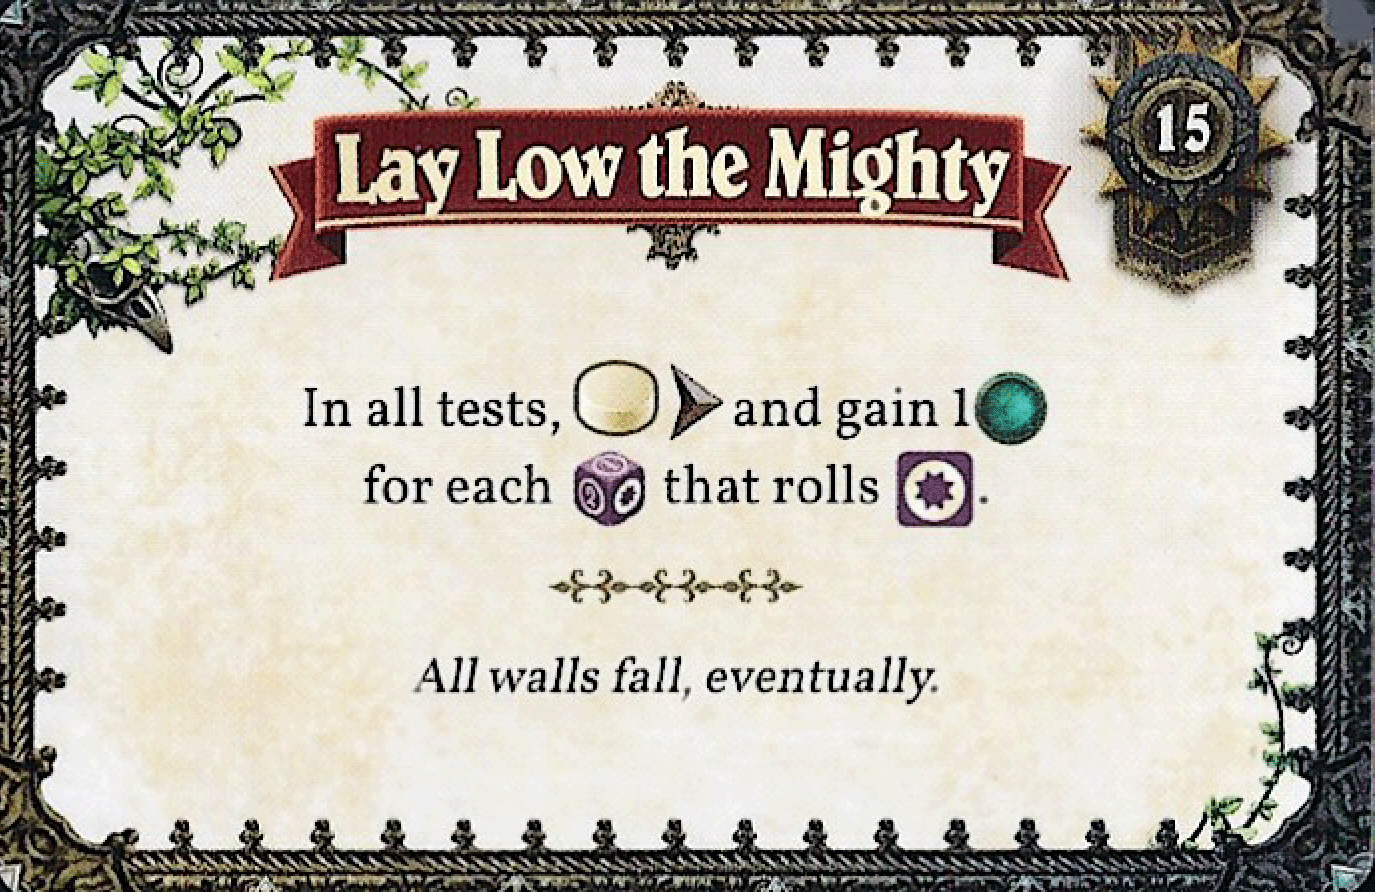 Lay Low the Mighty
15
In all tests, and gain 1
for each that rolls .
All walls fall, eventually.